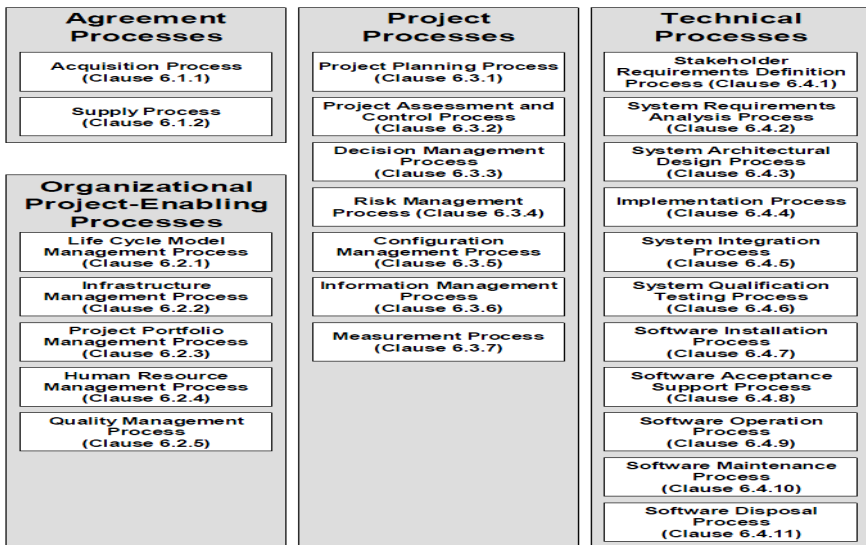 Agreement
Processes
Acquisition Process
(Clause 6.1.1)
Supply Process
(Clause 6.1.2)
Organizational
Project-Enabling
Processes
Life Cycle Model
Management Process
(Clause 6.2.1)
Infrastructure
Management Process
(Clause 6.2.2)
Project Portfolio
Management Process
(Clause 6.2.3)
Human Resource
Management Process
(Clause 6.2.4)
Quality Management
Process
(Clause 6.2.5)
Project
Processes
Project Planning Process
(Clause 6.3.1)
Project Assessment and
Control Process
(Clause 6.3.2)
Decision Management
Process
(Clause 6.3.3)
Risk Management
Process (Clause 6.3.4)
Configuration
Management Process
(Clause 6.3.5)
Information Management
Process
(Clause 6.3.6)
Measurement Process
(Clause 6.3.7)
Technical
Processes
Stakeholder
Requirements Definition
Process (Clause 6.4.1)
System Requirements
Analysis Process
(Clause 6.4.2)
System Architectural
Design Process
(Clause 6.4.3)
Implementation Process
(Clause 6.4.4)
System Integration
Process
(Clause 6.4.5)
System Qualification
Testing Process
(Clause 6.4.6)
Software Installation
Process
(Clause 6.4.7)
Software Acceptance
Support Process
(Clause 6.4.8)
Software Operation
Process
(Clause 6.4.9)
Software Maintenance
Process
(Clause 6.4.10)
Software Disposal
Process
(Clause 6.4.11)